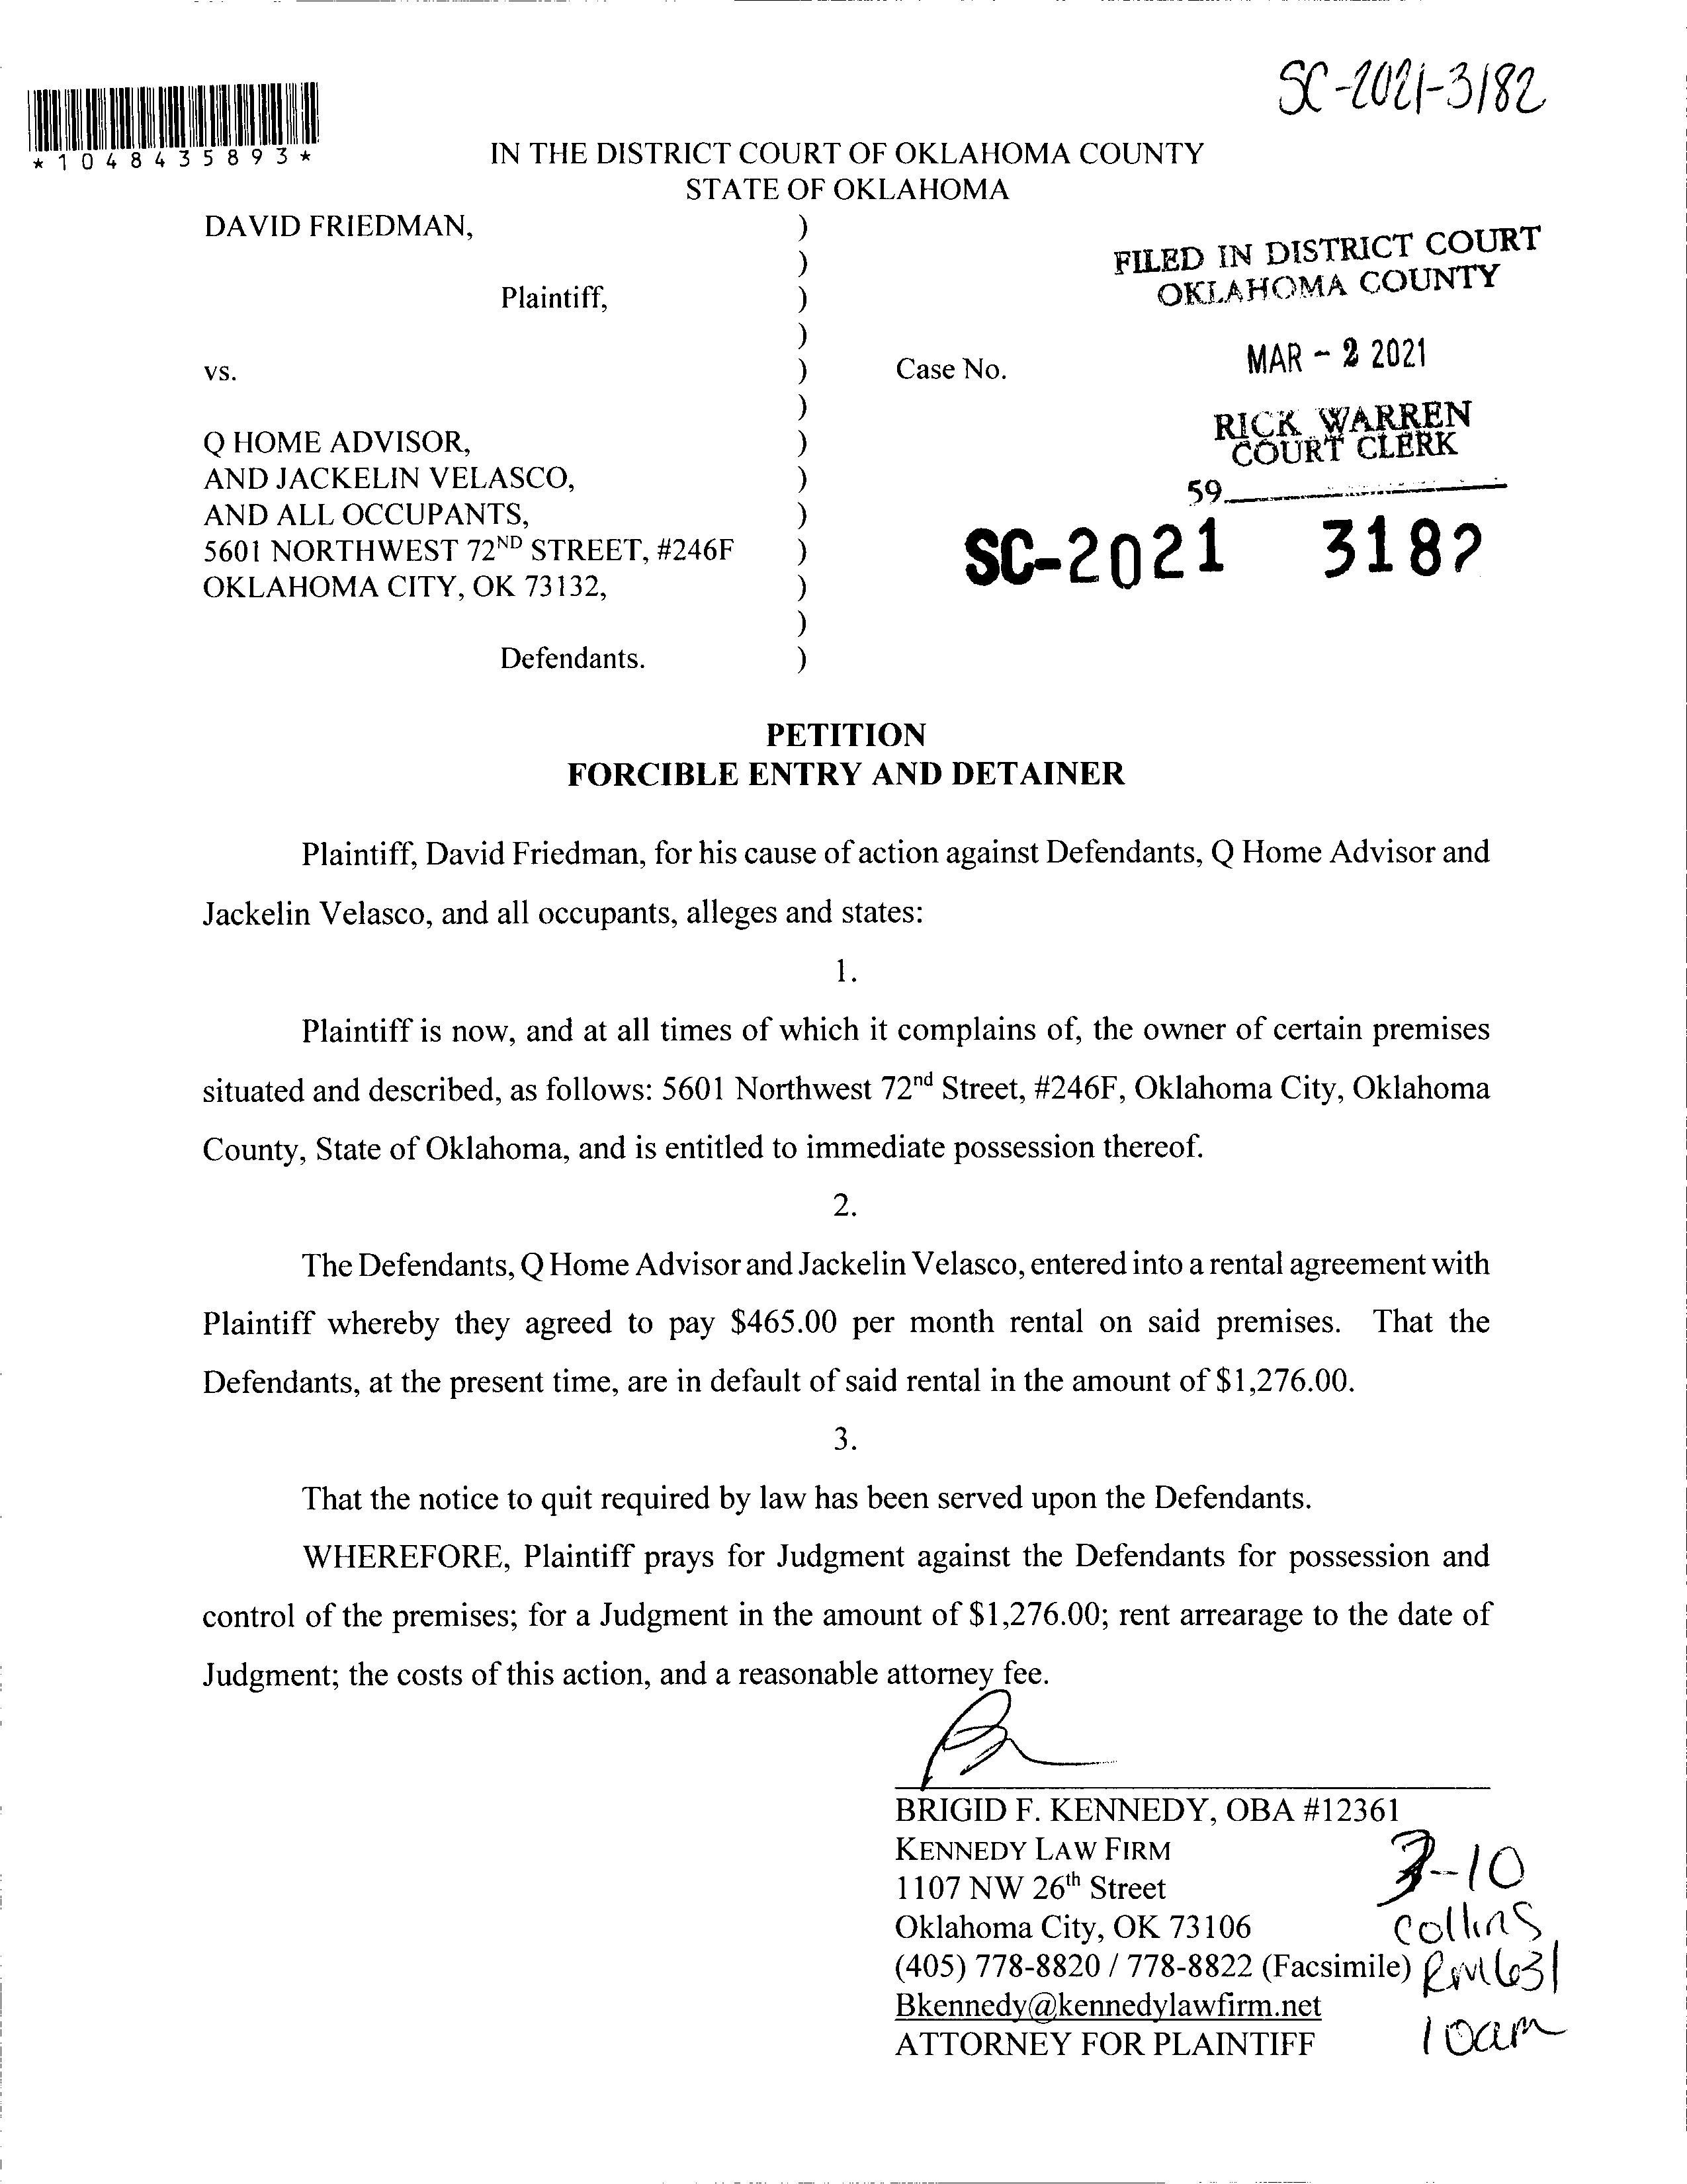 SC-2021-3182
*1048435893*
IN THE DISTRICT COURT OF OKLAHOMA COUNTY
STATE OF OKLAHOMA
DAVID FRIEDMAN, )
)
Plaintiff, )
)
vs. ) Case No.
)
Q HOME ADVISOR, )
AND JACKELIN VELASCO, )
AND ALL OCCUPANTS, )
5601 NORTHWEST 72ND STREET, #246F )
OKLAHOMA CITY, OK 73132, )
)
Defendants. )
FILED IN DISTRICT COURT
OKLAHOMA COUNTY
MAR - 2 2021
RICK WARREN
COURT CLERK
59
SC-2021 3182
PETITION
FORCIBLE ENTRY AND DETAINER
Plaintiff, David Friedman, for his cause of action against Defendants, Q Home Advisor and
Jackelin Velasco, and all occupants, alleges and states:
1.
Plaintiff is now, and at all times of which it complains of, the owner of certain premises
situated and described, as follows: 5601 Northwest 72nd Street, #246F, Oklahoma City, Oklahoma
County, State of Oklahoma, and is entitled to immediate possession thereof.
2.
The Defendants, Q Home Advisor and Jackelin Velasco, entered into a rental agreement with
Plaintiff whereby they agreed to pay $465.00 per month rental on said premises. That the
Defendants, at the present time, are in default of said rental in the amount of $1,276.00.
3.
That the notice to quit required by law has been served upon the Defendants.
WHEREFORE, Plaintiff prays for Judgment against the Defendants for possession and
control of the premises; for a Judgment in the amount of $1,276.00; rent arrearage to the date of
Judgment; the costs of this action, and a reasonable attorney fee.
BRIGID F. KENNEDY, OBA #12361
KENNEDY LAW FIRM
1107 NW 26th Street
Oklahoma City, OK 73106
(405) 778-8820 / 778-8822 (Facsimile)
Bkennedy@kennedylawfirm.net
ATTORNEY FOR PLAINTIFF
3-10
Collins
Rm 631
10am